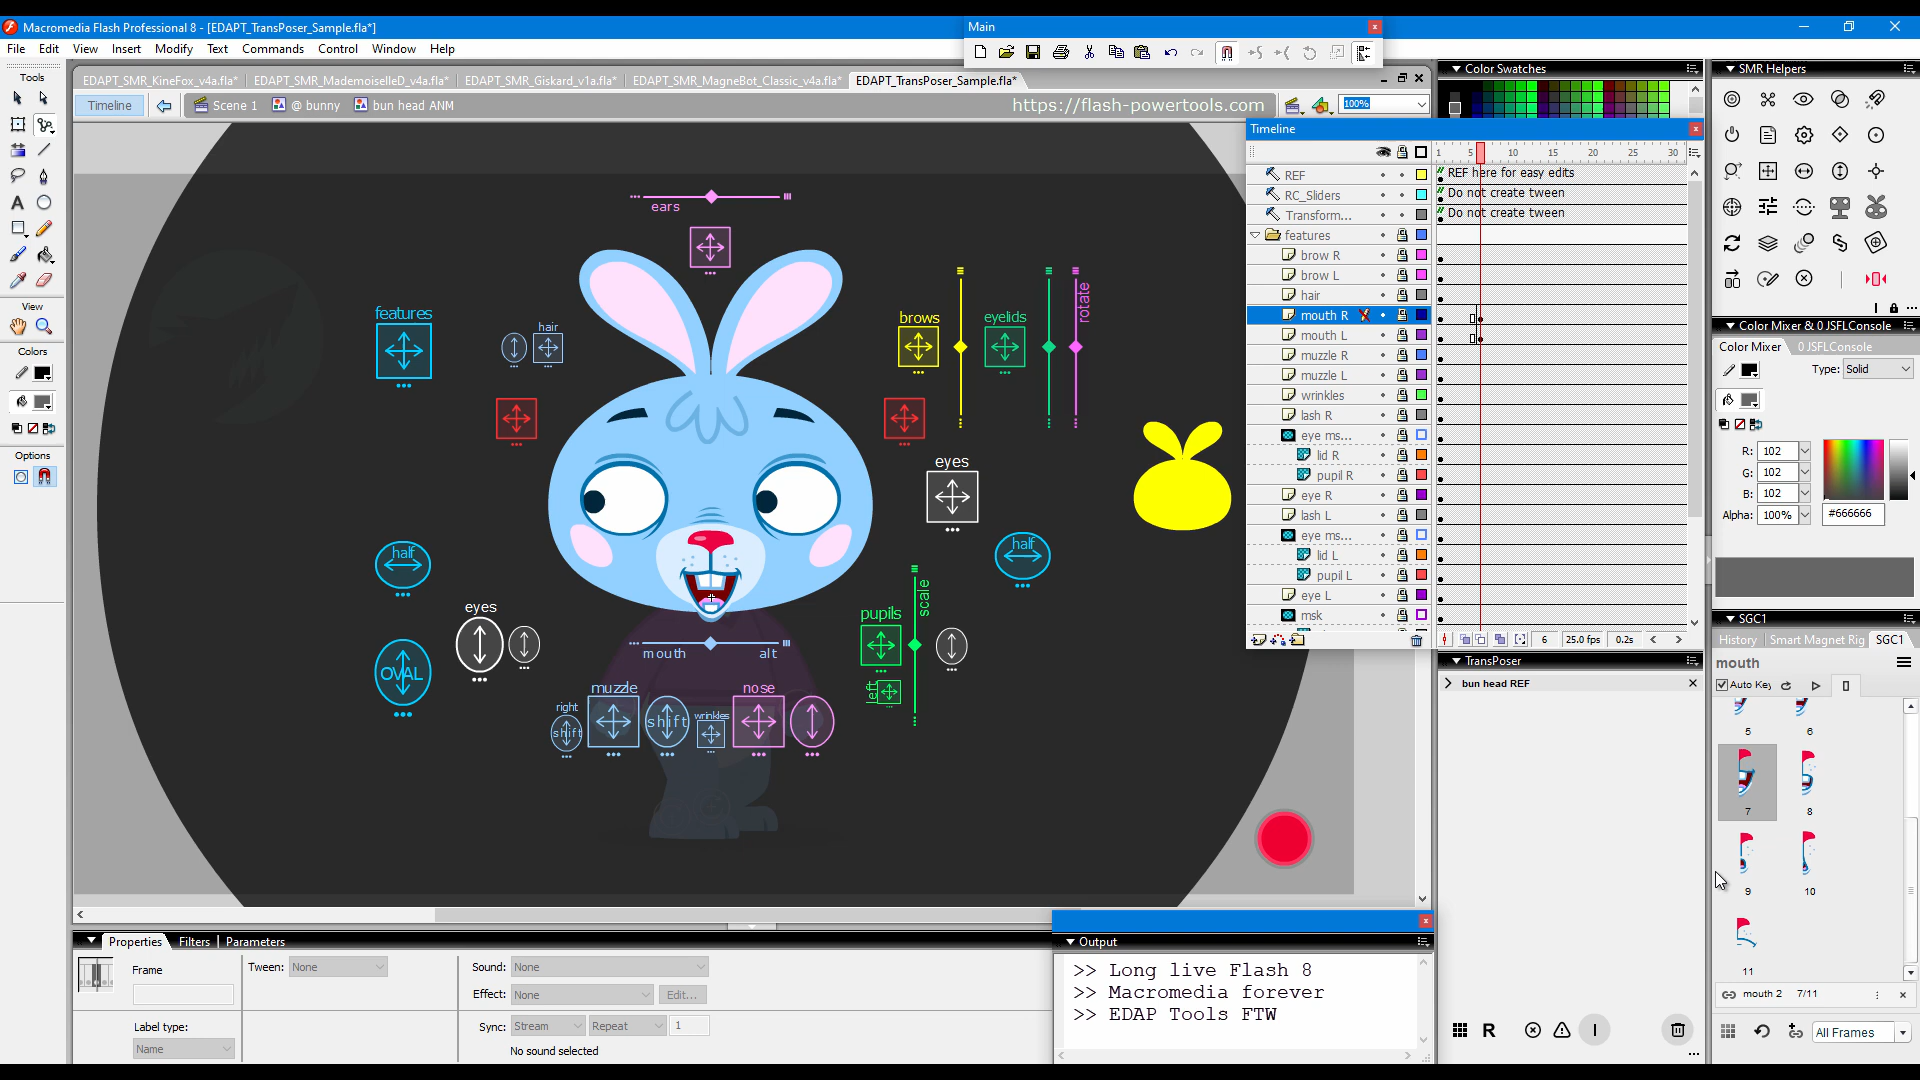 Macromedia Flash Professional 8 - [EDAPT_TransPoser_Sample.fla*]
File Edit View Insert Modify Text Commands Control Window Help
Main
Tools
View
Colors
Options
EDAPT_SMR_KineFox_v4a.fla* EDAPT_SMR_MademoiselleD_v4a.fla* EDAPT_SMR_Giskard_v1a.fla* EDAPT_SMR_MagneBot_Classic_v4a.fla* EDAPT_TransPoser_Sample.fla*
Timeline Scene 1 @ bunny bun head ANM https://flash-powertools.com 100%
ears
features
hair
brows
eyelids
rotate
eyes
half
half
eyes
OVAL
pupils
scale
left
mouth alt
muzzle
nose
right
shift
shift
wrinkles
Timeline
1 5 10 15 20 25 30
REF REF here for easy edits
RC_Sliders Do not create tween
Transform... Do not create tween
features
brow R
brow L
hair
mouth R
mouth L
muzzle R
muzzle L
wrinkles
lash R
eye ms...
lid R
pupil R
eye R
lash L
eye ms...
lid L
pupil L
eye L
msk
6 25.0 fps 0.2s
Color Swatches
TransPoser
bun head REF
R
SMR Helpers
Color Mixer & 0 JSFLConsole
Color Mixer 0 JSFLConsole
Type: Solid
R: 102
G: 102
B: 102
Alpha: 100% #666666
SGC1
History Smart Magnet Rig SGC1
mouth
Auto Key
5 6
7 8
9 10
11
mouth 2 7/11
All Frames
Properties Filters Parameters
Frame
Label type:
Name
Tween: None
Sound: None
Effect: None Edit...
Sync: Stream Repeat 1
No sound selected
Output
>> Long live Flash 8
>> Macromedia forever
>> EDAP Tools FTW